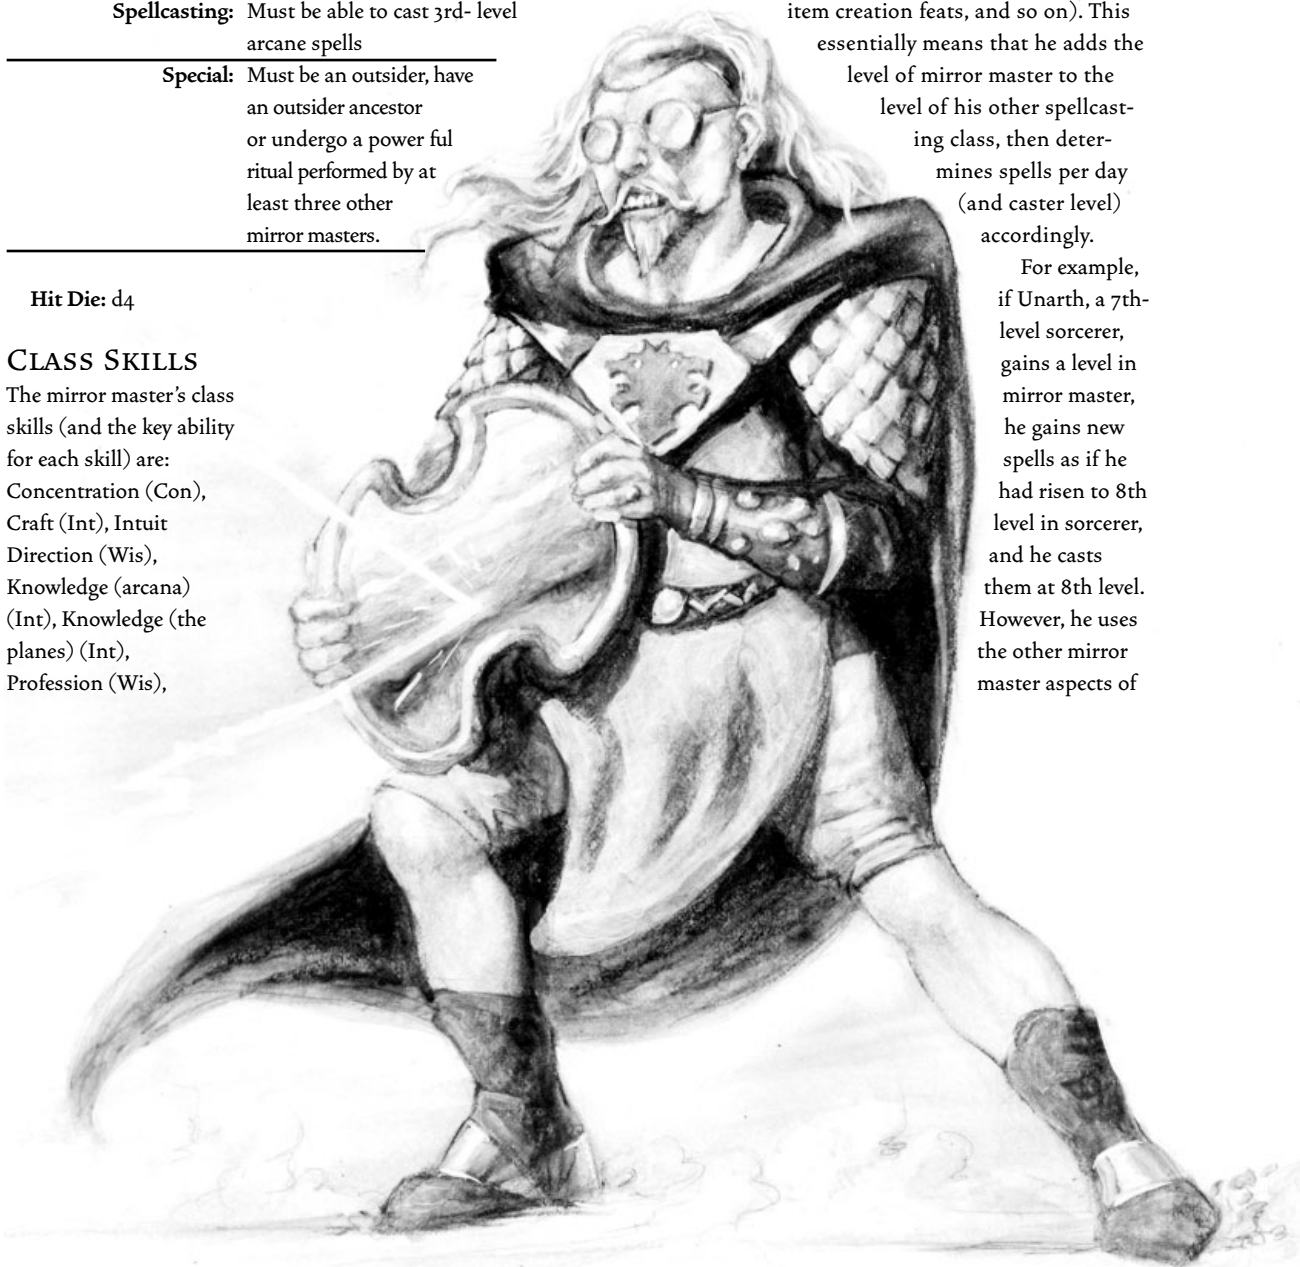 Spellcasting: Must be able to cast 3rd- level
arcane spells
Special: Must be an outsider, have
an outsider ancestor
or undergo a power ful
ritual performed by at
least three other
mirror masters.
Hit Die: d4
CLASS SKILLS
The mirror master’s class
skills (and the key ability
for each skill) are:
Concentration (Con),
Craft (Int), Intuit
Direction (Wis),
Knowledge (arcana)
(Int), Knowledge (the
planes) (Int),
Profession (Wis),
item creation feats, and so on). This
essentially means that he adds the
level of mirror master to the
level of his other spellcast-
ing class, then deter-
mines spells per day
(and caster level)
accordingly.
For example,
if Unarth, a 7th-
level sorcerer,
gains a level in
mirror master,
he gains new
spells as if he
had risen to 8th
level in sorcerer,
and he casts
them at 8th level.
However, he uses
the other mirror
master aspects of